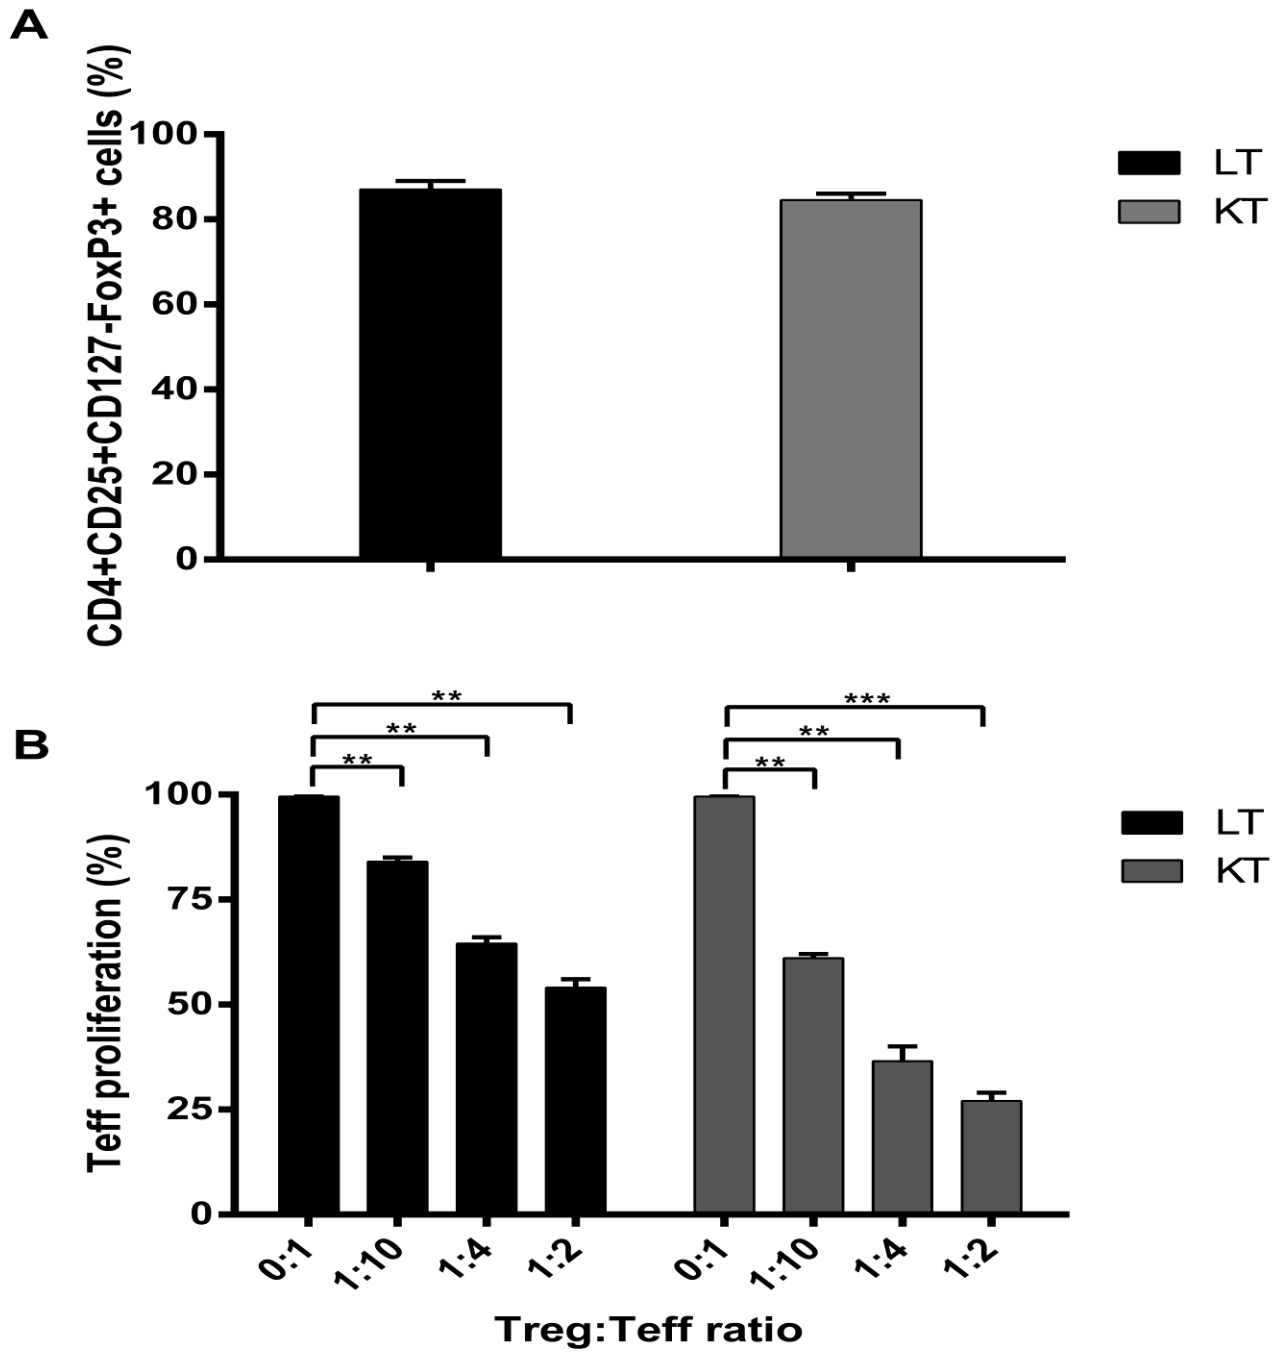 A
CD4+CD25+CD127-FoxP3+ cells (%)
100
80
60
40
20
0
LT
KT
B
Teff proliferation (%)
**
**
**
***
**
**
100
75
50
25
0
LT
KT
0:1 1:10 1:4 1:2 0:1 1:10 1:4 1:2
Treg:Teff ratio